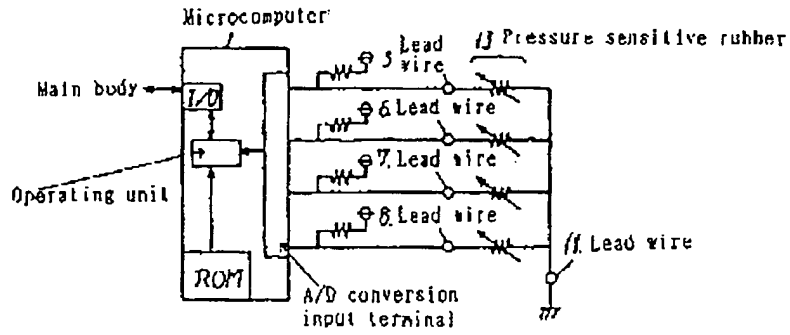 Microcomputer
5 Lead wire
13 Pressure sensitive rubber
Main body
I/O
6. Lead wire
7. Lead wire
Operating unit
8. Lead wire
11. Lead wire
ROM
A/D conversion
input terminal